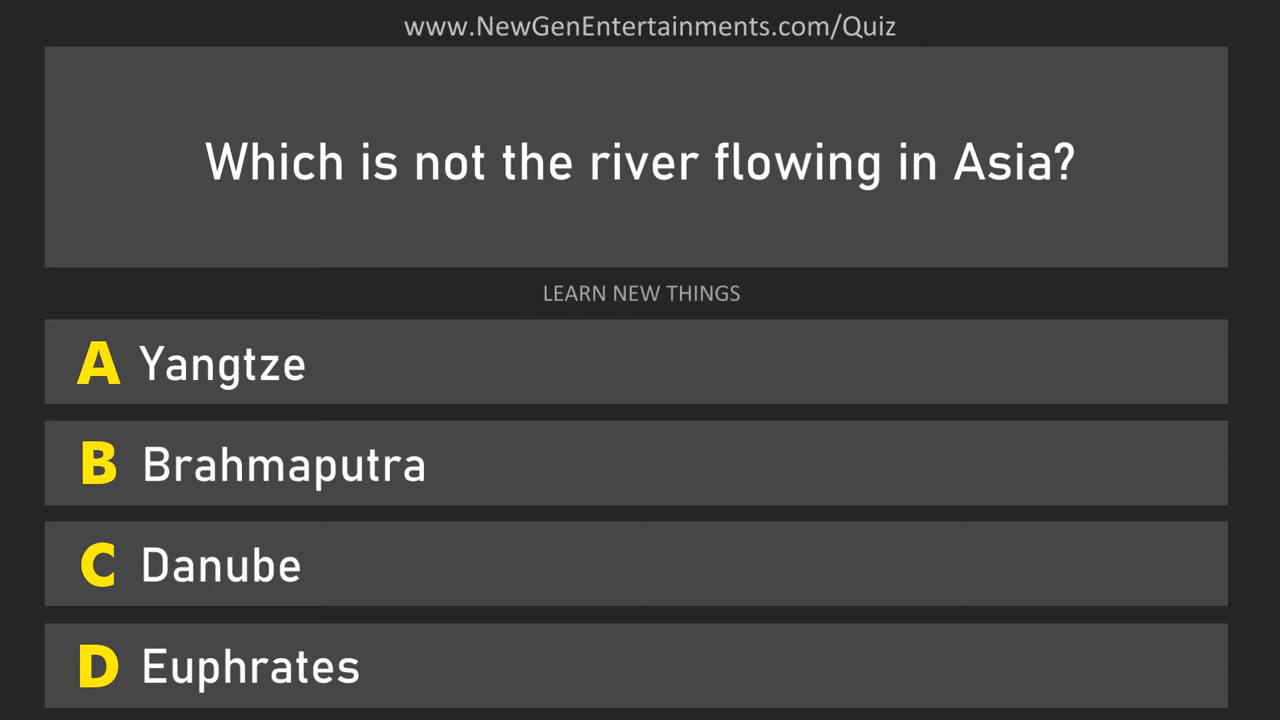 www.NewGenEntertainments.com/Quiz
Which is not the river flowing in Asia?
LEARN NEW THINGS
A Yangtze
B Brahmaputra
C Danube
D Euphrates